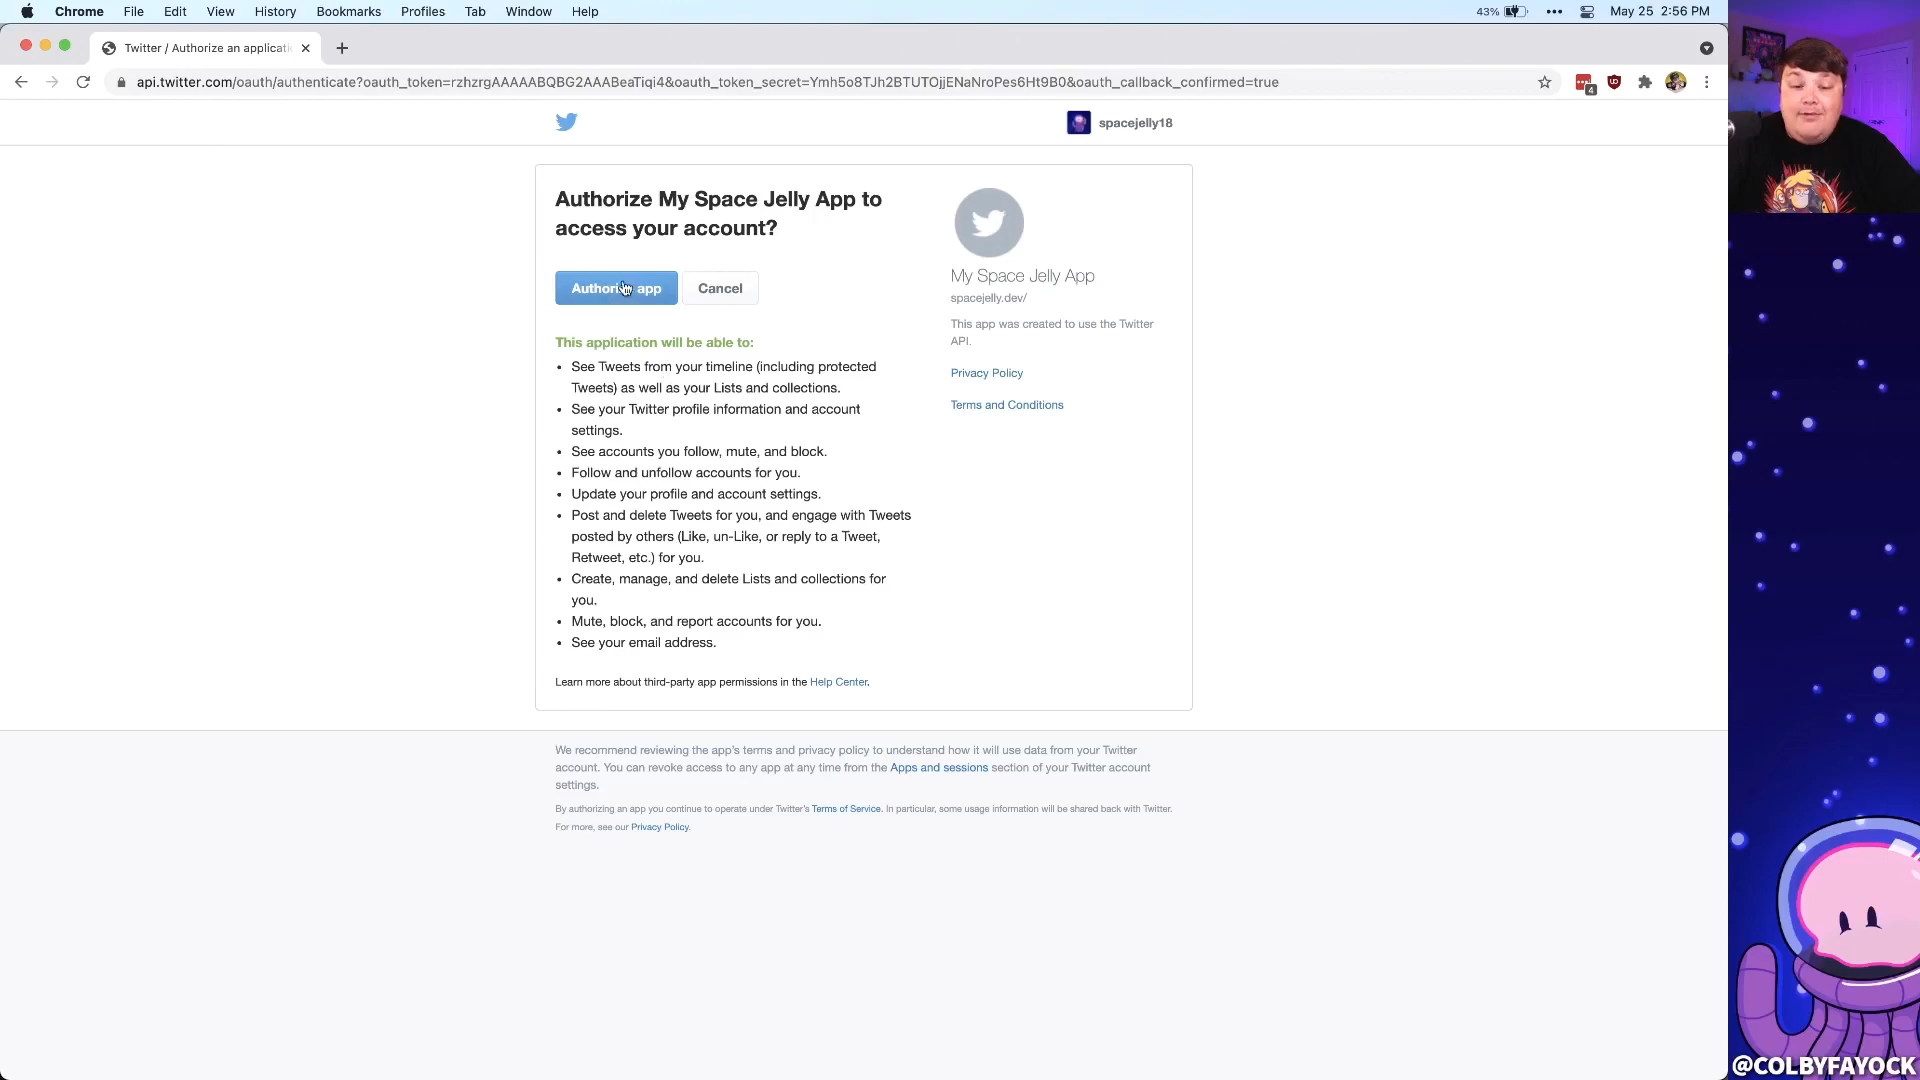 Chrome File Edit View History Bookmarks Profiles Tab Window Help
43% May 25 2:56 PM
Twitter / Authorize an applicati
api.twitter.com/oauth/authenticate?oauth_token=rzhzrgAAAAABQBG2AAABeaTiqi4&oauth_token_secret=Ymh5o8TJh2BTUTOjjENaNroPes6Ht9B0&oauth_callback_confirmed=true
4
spacejelly18
Authorize My Space Jelly App to
access your account?
Authorize app Cancel
This application will be able to:
• See Tweets from your timeline (including protected
Tweets) as well as your Lists and collections.
• See your Twitter profile information and account
settings.
• See accounts you follow, mute, and block.
• Follow and unfollow accounts for you.
• Update your profile and account settings.
• Post and delete Tweets for you, and engage with Tweets
posted by others (Like, un-Like, or reply to a Tweet,
Retweet, etc.) for you.
• Create, manage, and delete Lists and collections for
you.
• Mute, block, and report accounts for you.
• See your email address.
Learn more about third-party app permissions in the Help Center.
My Space Jelly App
spacejelly.dev/
This app was created to use the Twitter
API.
Privacy Policy
Terms and Conditions
We recommend reviewing the app's terms and privacy policy to understand how it will use data from your Twitter
account. You can revoke access to any app at any time from the Apps and sessions section of your Twitter account
settings.
By authorizing an app you continue to operate under Twitter's Terms of Service. In particular, some usage information will be shared back with Twitter.
For more, see our Privacy Policy.
@COLBYFAYOCK